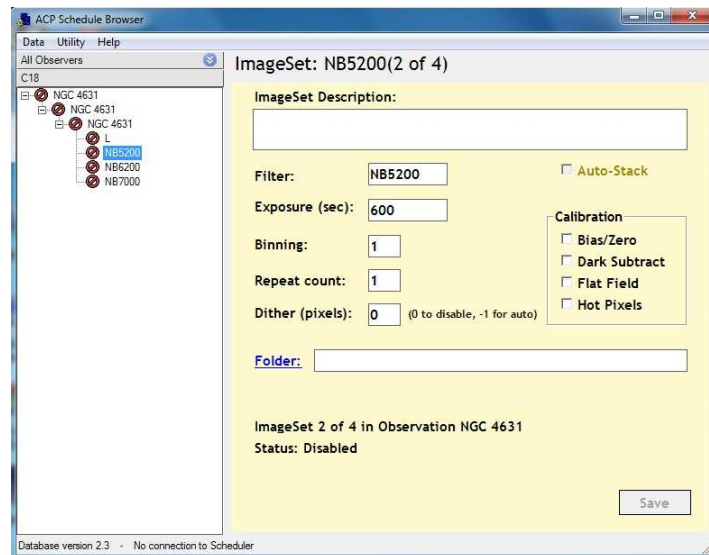 ACP Schedule Browser
Data Utility Help
All Observers
C18
NGC 4631
NGC 4631
NGC 4631
L
NB5200
NB6200
NB7000
ImageSet: NB5200(2 of 4)
ImageSet Description:
Filter: NB5200
Auto-Stack
Exposure (sec): 600
Calibration
Binning: 1
Bias/Zero
Dark Subtract
Repeat count: 1
Flat Field
Hot Pixels
Dither (pixels): 0 (0 to disable, -1 for auto)
Folder:
ImageSet 2 of 4 in Observation NGC 4631
Status: Disabled
Save
Database version 2.3 - No connection to Scheduler